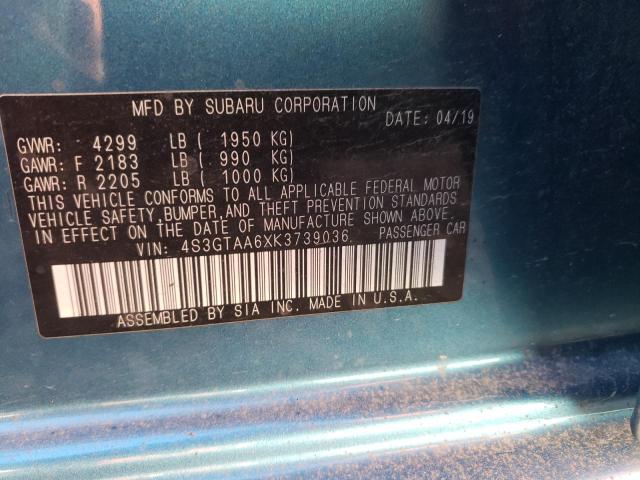 MFD BY SUBARU CORPORATION
DATE: 04/19
GVWR: 4299 LB ( 1950 KG)
GAWR: F 2183 LB ( 990 KG)
GAWR: R 2205 LB ( 1000 KG)
THIS VEHICLE CONFORMS TO ALL APPLICABLE FEDERAL MOTOR
VEHICLE SAFETY, BUMPER, AND THEFT PREVENTION STANDARDS
IN EFFECT ON THE DATE OF MANUFACTURE SHOWN ABOVE.
VIN: 4S3GTAA6XK3739036 PASSENGER CAR
ASSEMBLED BY SIA INC. MADE IN U.S.A.